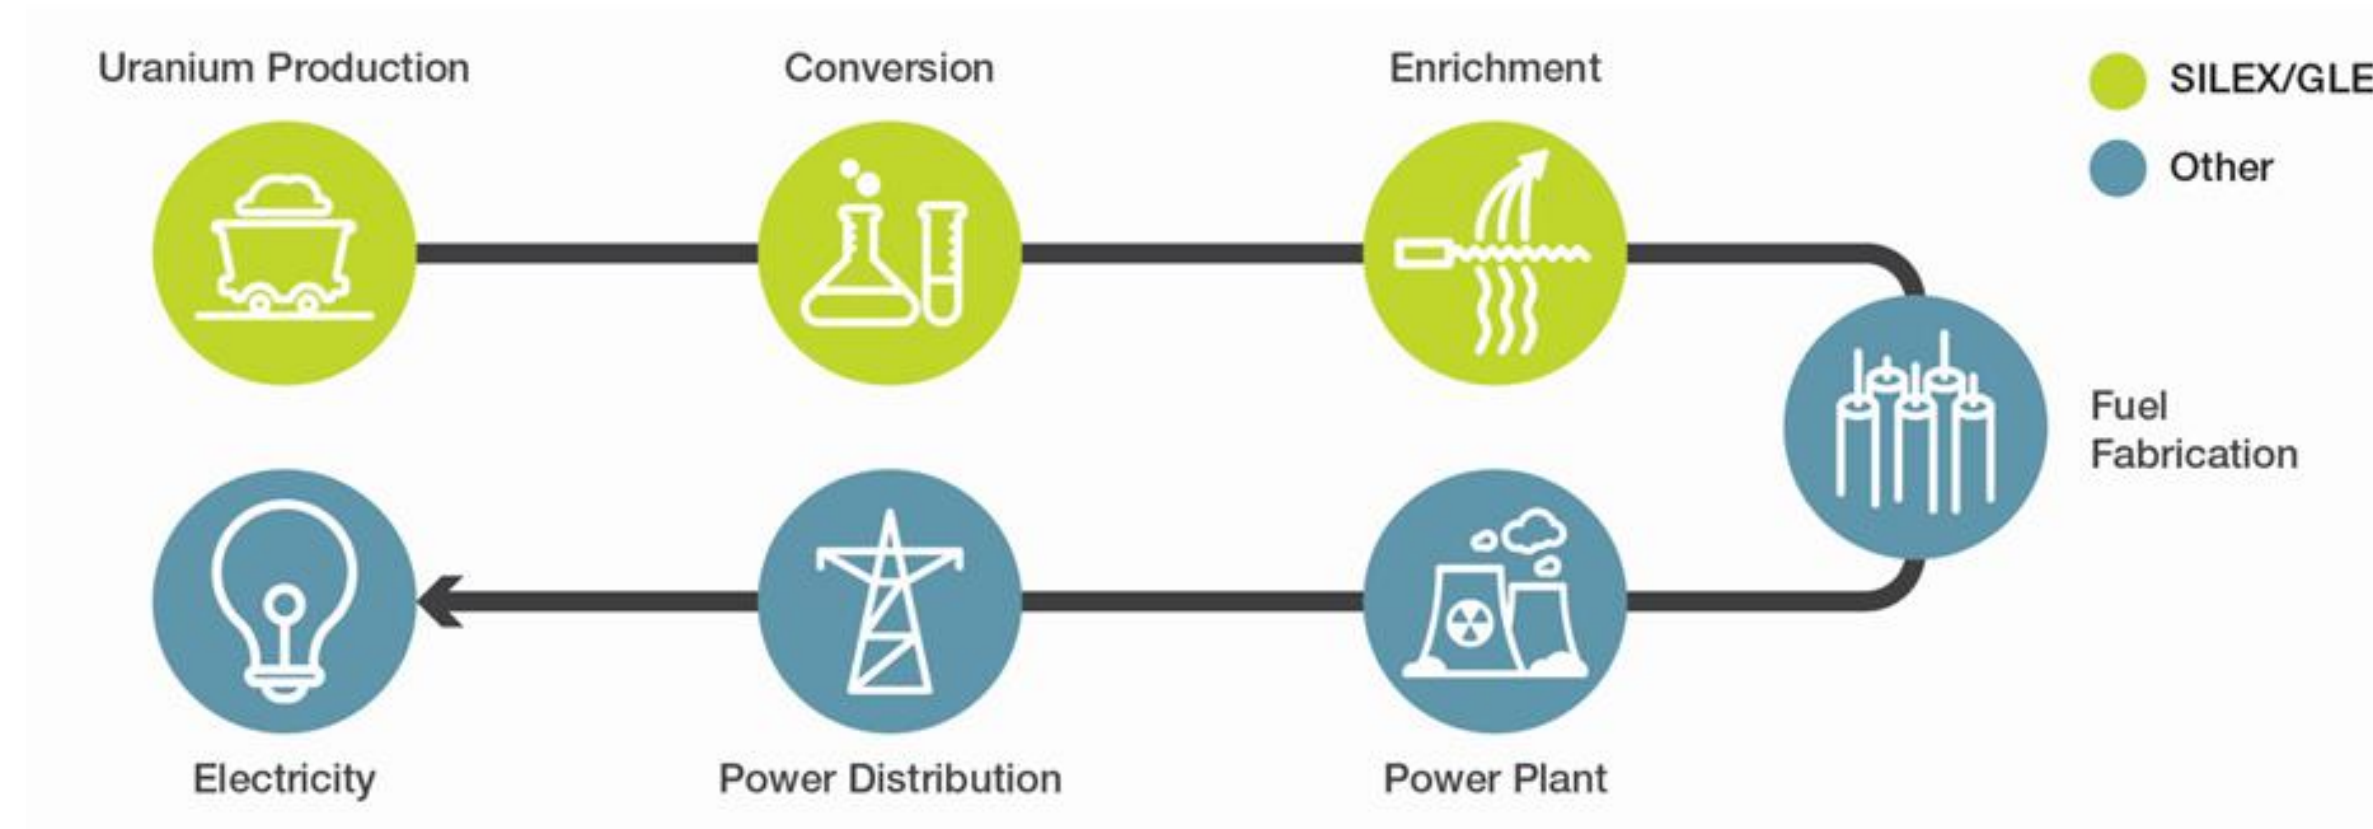 Uranium Production
Conversion
Enrichment
SILEX/GLE
Other
Fuel
Fabrication
Electricity
Power Distribution
Power Plant